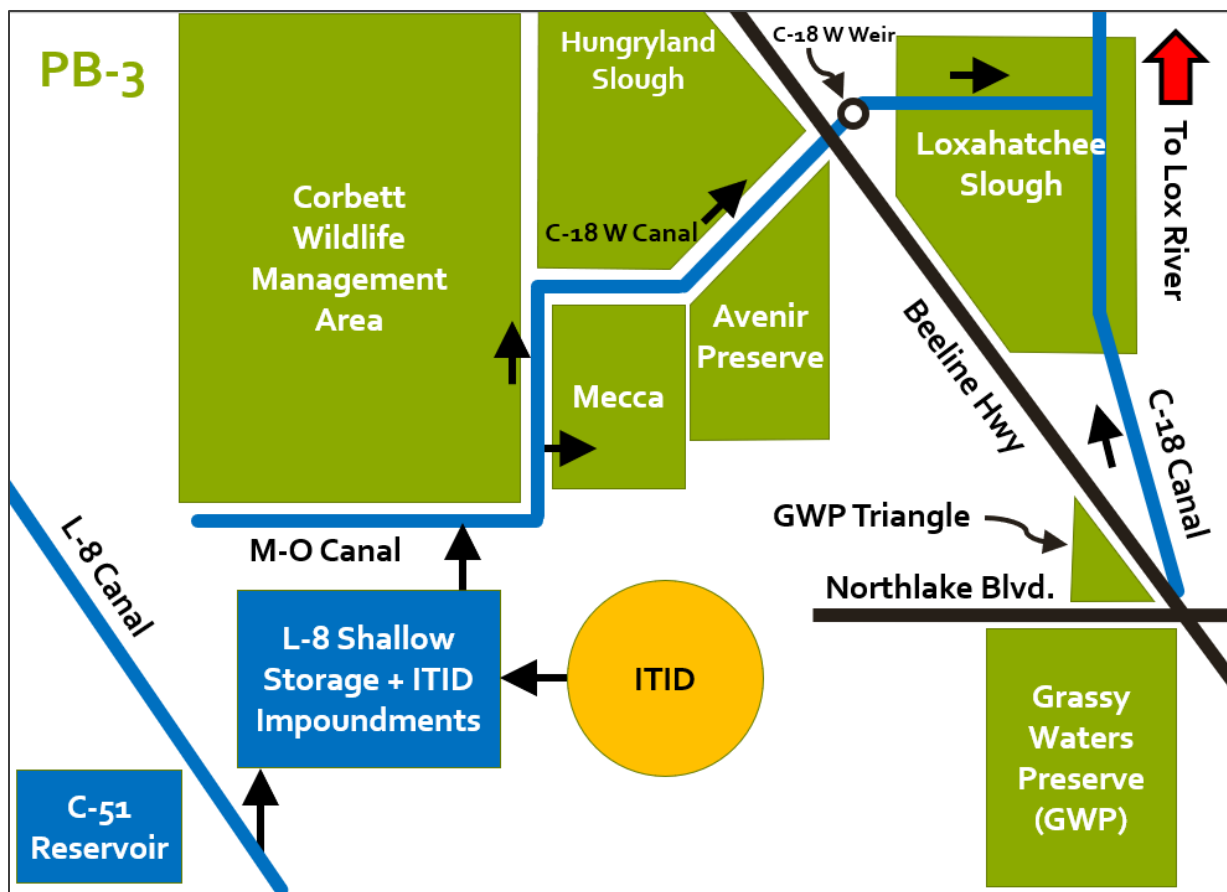 PB-3
Hungryland
Slough
C-18 W Weir
Corbett
Wildlife
Management
Area
C-18 W Canal
Loxahatchee
Slough
To Lox River
Avenir
Preserve
Mecca
Beeline Hwy
C-18 Canal
L-8 Canal
M-O Canal
GWP Triangle
Northlake Blvd.
L-8 Shallow
Storage + ITID
Impoundments
ITID
Grassy
Waters
Preserve
(GWP)
C-51
Reservoir